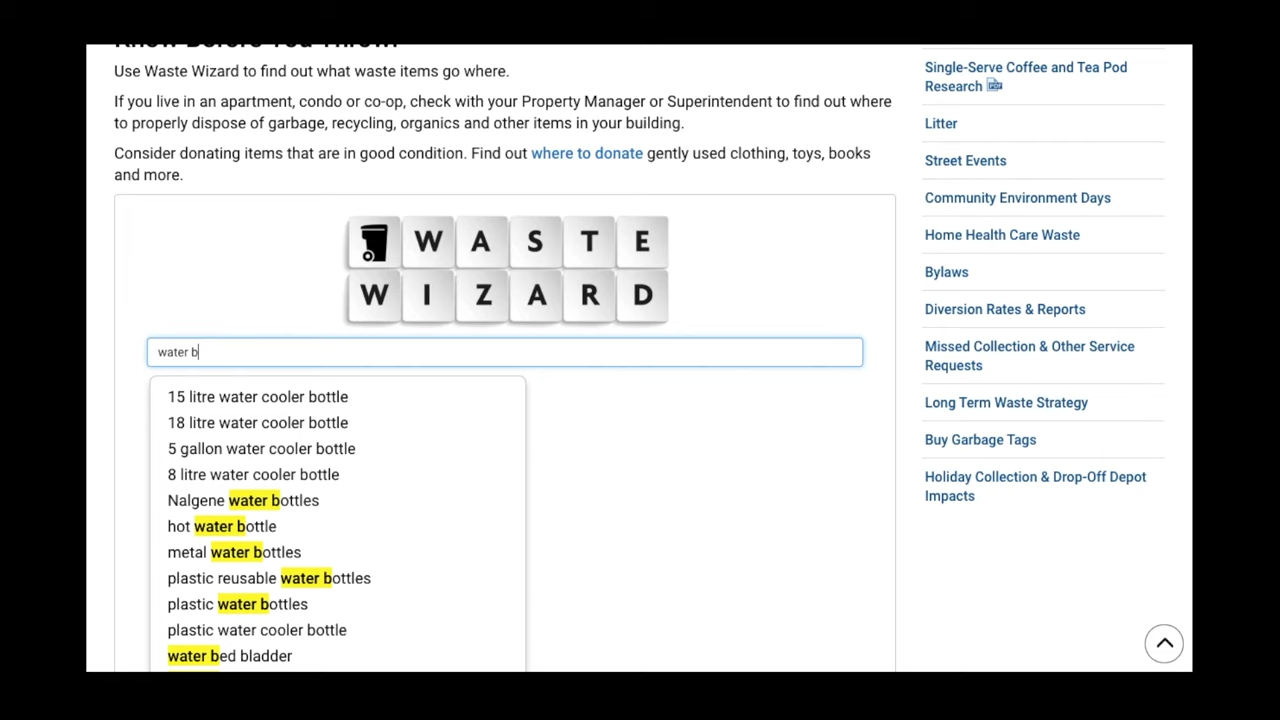 Know Before You Throw!
Use Waste Wizard to find out what waste items go where.
If you live in an apartment, condo or co-op, check with your Property Manager or Superintendent to find out where
to properly dispose of garbage, recycling, organics and other items in your building.
Consider donating items that are in good condition. Find out where to donate gently used clothing, toys, books
and more.
WASTE
WIZARD
water b
15 litre water cooler bottle
18 litre water cooler bottle
5 gallon water cooler bottle
8 litre water cooler bottle
Nalgene water bottles
hot water bottle
metal water bottles
plastic reusable water bottles
plastic water bottles
plastic water cooler bottle
water bed bladder
Single-Serve Coffee and Tea Pod
Research
Litter
Street Events
Community Environment Days
Home Health Care Waste
Bylaws
Diversion Rates & Reports
Missed Collection & Other Service
Requests
Long Term Waste Strategy
Buy Garbage Tags
Holiday Collection & Drop-Off Depot
Impacts